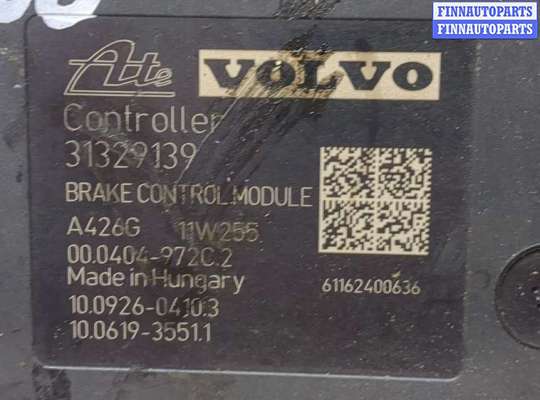 FINNAUTOPARTS
FINNAUTOPARTS
Ate VOLVO
Controller
31329139
BRAKE CONTROL MODULE
A426G 11W255
00.0404-972C.2
Made in Hungary 61162400636
10.0926-0410.3
10.0619-3551.1